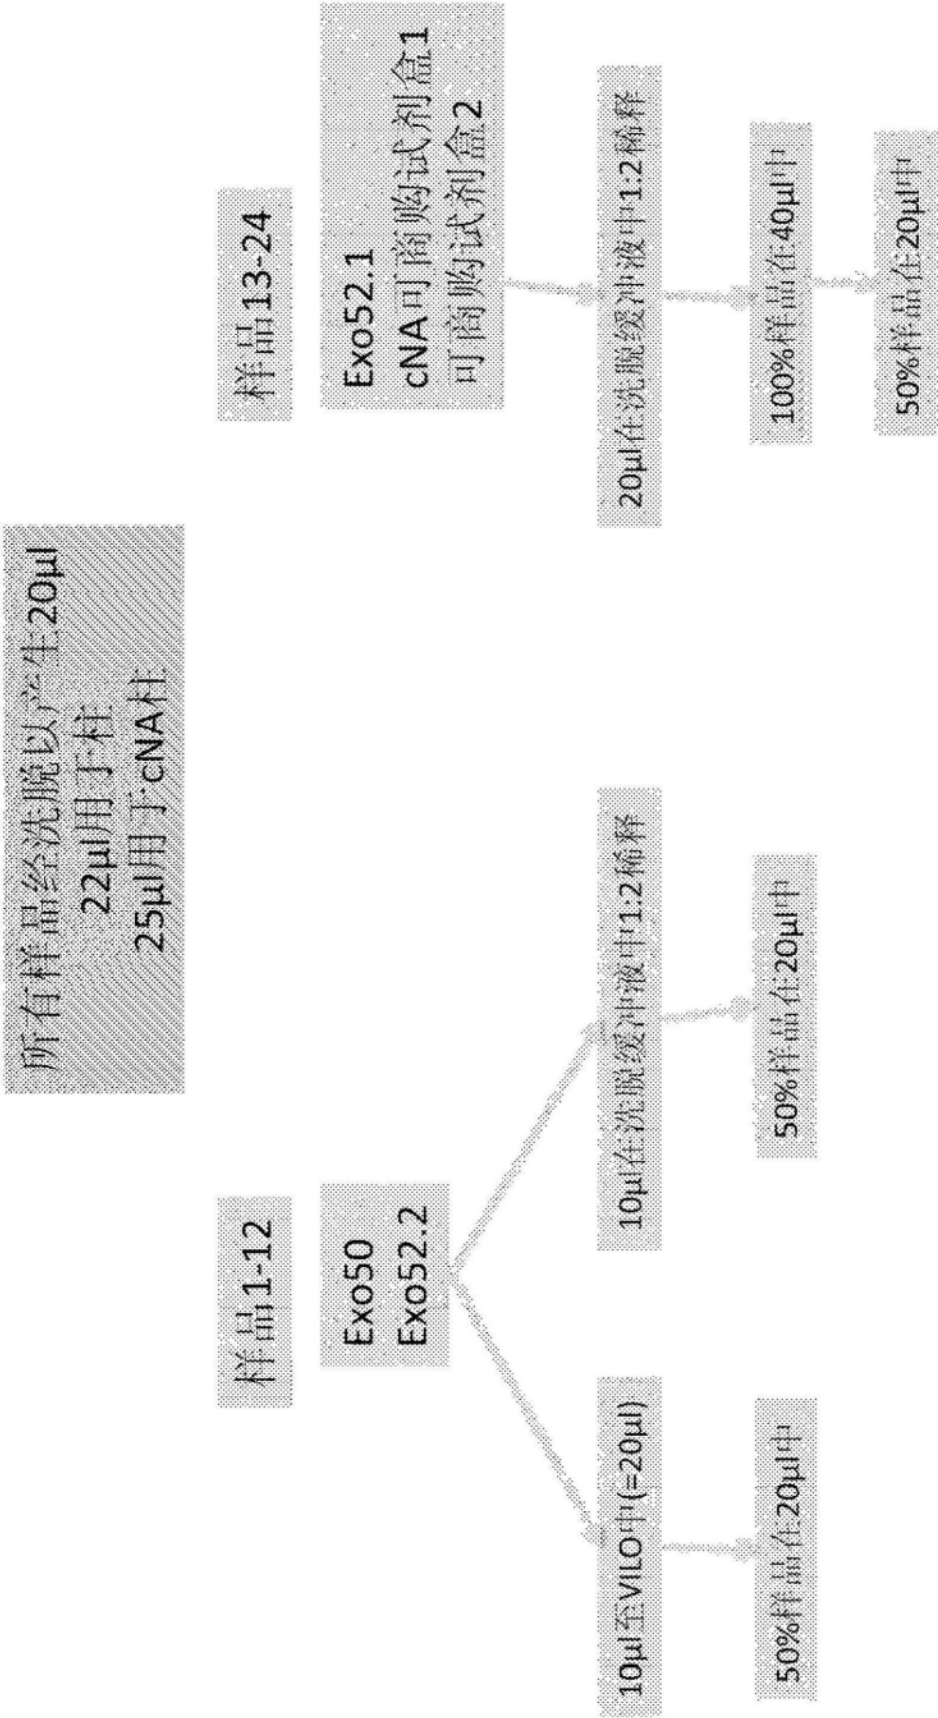 所有样品经洗脱以产生20μl
22μl用于柱
25μl用于cNA柱
样品1-12
Exo50
Exo52.2
10μl至VILO中(=20μl)
50%样品在20μl中
10μl在洗脱缓冲液中1:2稀释
50%样品在20μl中
样品13-24
Exo52.1
cNA可商购试剂盒1
可商购试剂盒2
20μl在洗脱缓冲液中1:2稀释
100%样品在40μl中
50%样品在20μl中